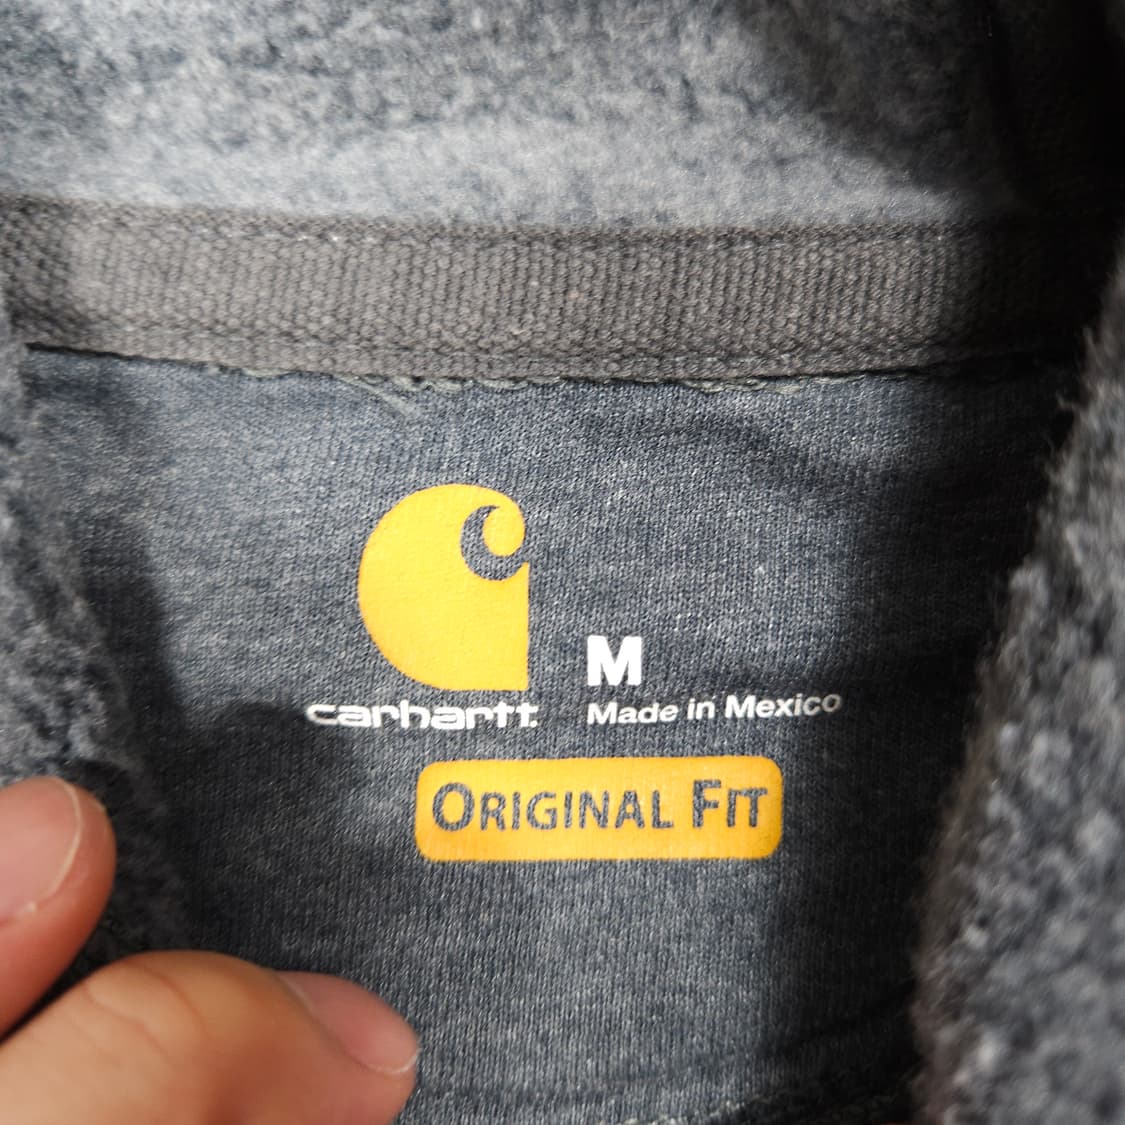 M
carhartt.
Made in Mexico
ORIGINAL FIT